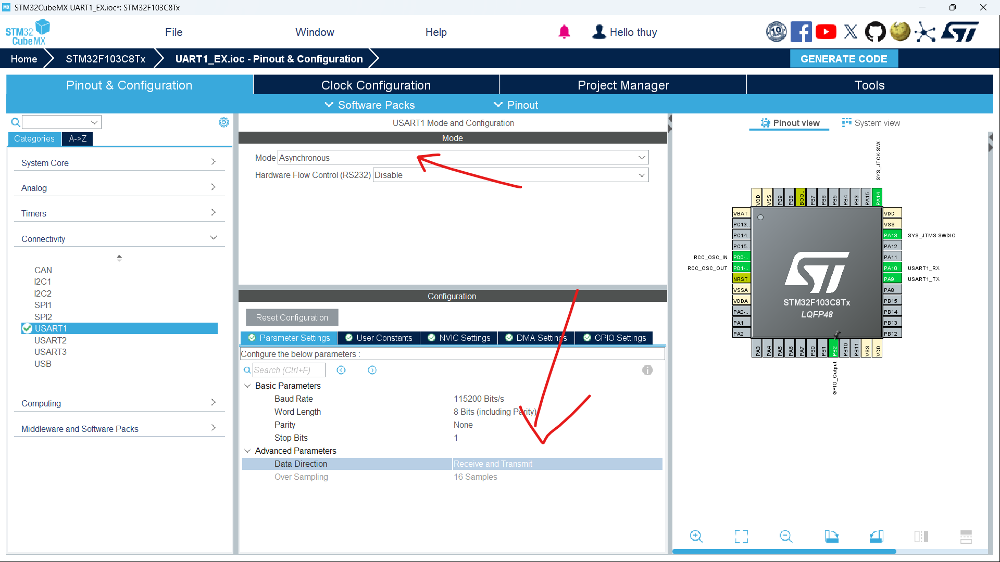 MX STM32CubeMX UART1_EX.ioc*: STM32F103C8Tx
STM32 CubeMX
File Window Help Hello thuy
10
Home STM32F103C8Tx UART1_EX.ioc - Pinout & Configuration GENERATE CODE
Pinout & Configuration Clock Configuration Project Manager Tools
Software Packs Pinout
Categories A->Z
System Core
Analog
Timers
Connectivity
CAN
I2C1
I2C2
SPI1
SPI2
USART1
USART2
USART3
USB
Computing
Middleware and Software Packs
USART1 Mode and Configuration
Mode
Mode Asynchronous
Hardware Flow Control (RS232) Disable
Configuration
Reset Configuration
Parameter Settings User Constants NVIC Settings DMA Settings GPIO Settings
Configure the below parameters :
Search (Ctrl+F)
Basic Parameters
Baud Rate 115200 Bits/s
Word Length 8 Bits (including Parity)
Parity None
Stop Bits 1
Advanced Parameters
Data Direction Receive and Transmit
Over Sampling 16 Samples
Pinout view System view
SYS_JTCK-SW
VDD VSS PB9 PB8 BOO.. PB7 PB6 PB5 PB4 PB3 PA15 PA14
VBAT
PC13..
PC14..
PC15..
RCC_OSC_IN PD0-..
RCC_OSC_OUT PD1-..
NRST
VSSA
VDDA
PA0-..
PA1
PA2
STM32F103C8Tx
LQFP48
VDD
VSS
PA13 SYS_JTMS-SWDIO
PA12
PA11
PA10 USART1_RX
PA9 USART1_TX
PA8
PB15
PB14
PB13
PB12
PA3 PA4 PA5 PA6 PA7 PB0 PB1 PB2 PB10 PB11 VSS VDD
GPIO_Output